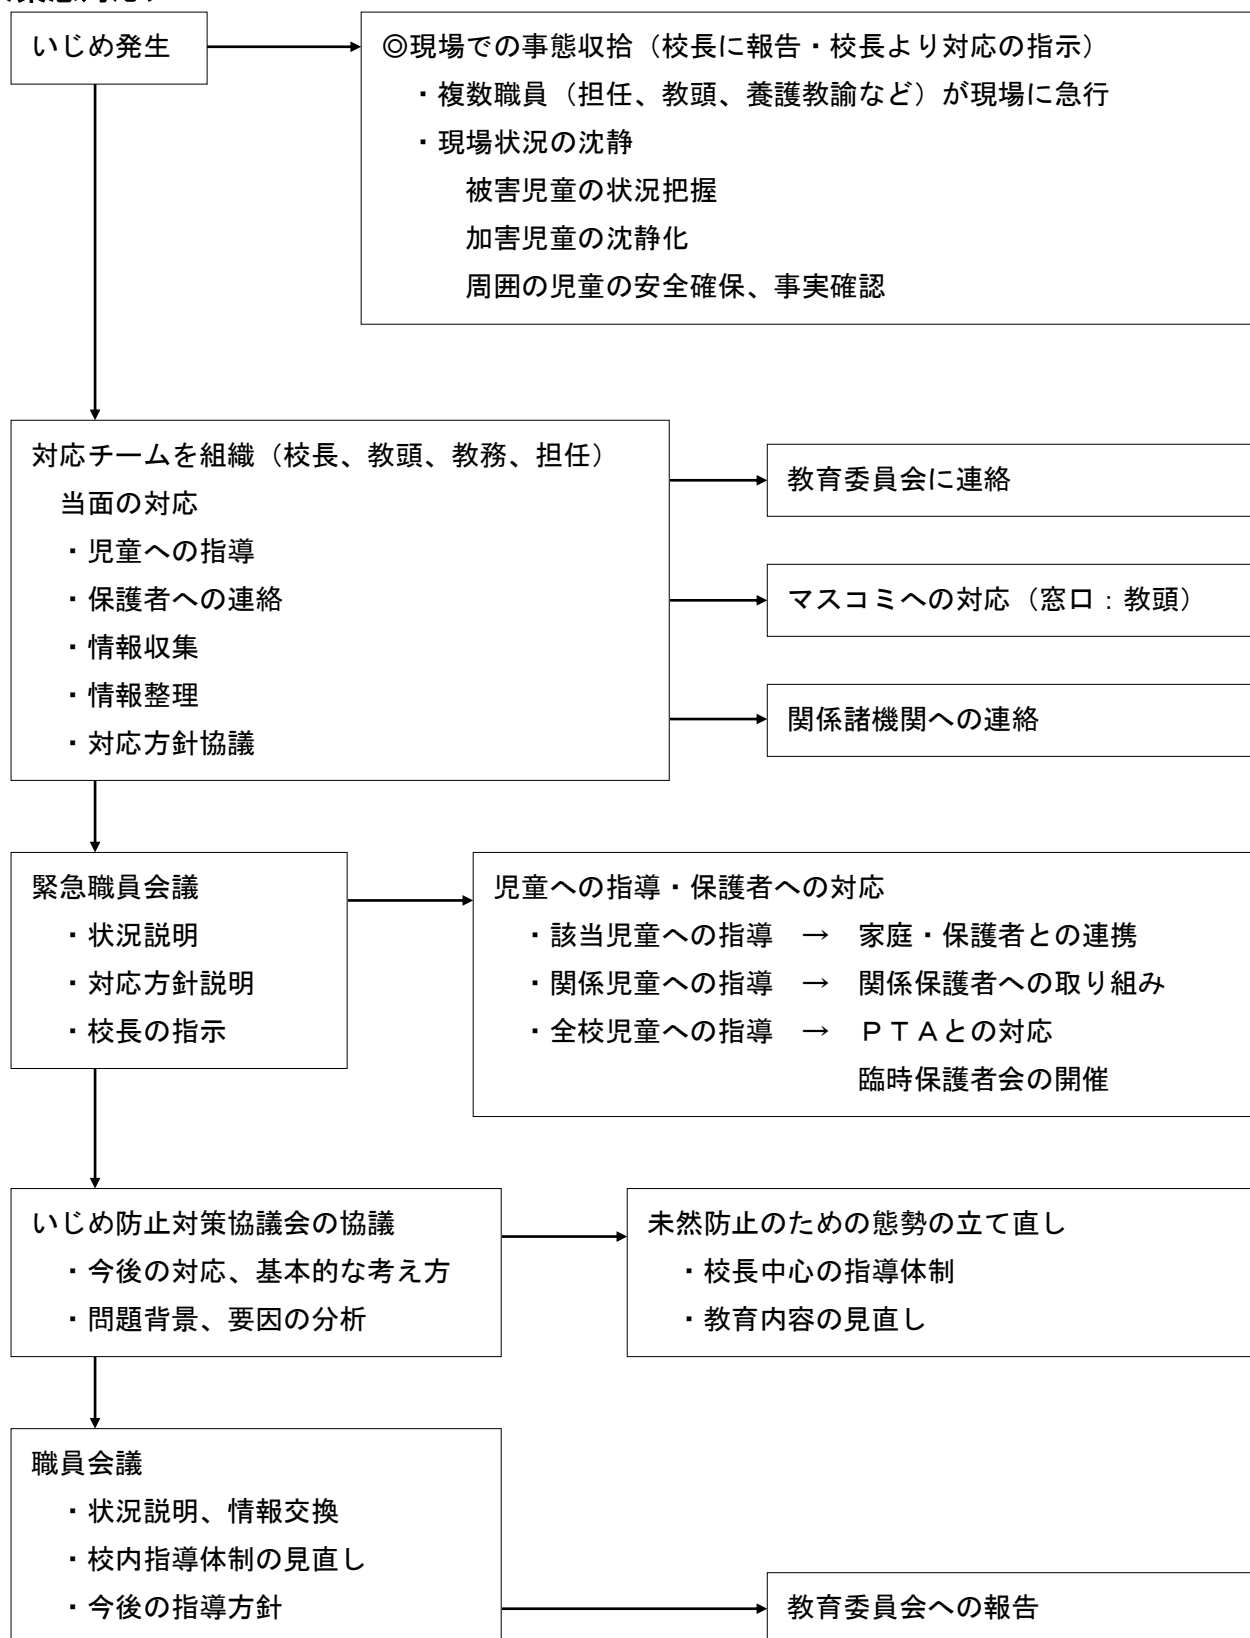 いじめ発生
◎現場での事態収拾（校長に報告・校長より対応の指示）
・複数職員（担任、教頭、養護教諭など）が現場に急行
・現場状況の沈静
被害児童の状況把握
加害児童の沈静化
周囲の児童の安全確保、事実確認
対応チームを組織（校長、教頭、教務、担任）
当面の対応
・児童への指導
・保護者への連絡
・情報収集
・情報整理
・対応方針協議
教育委員会に連絡
マスコミへの対応（窓口：教頭）
関係諸機関への連絡
緊急職員会議
・状況説明
・対応方針説明
・校長の指示
児童への指導・保護者への対応
・該当児童への指導　→　家庭・保護者との連携
・関係児童への指導　→　関係保護者への取り組み
・全校児童への指導　→　ＰＴＡとの対応
臨時保護者会の開催
いじめ防止対策協議会の協議
・今後の対応、基本的な考え方
・問題背景、要因の分析
未然防止のための態勢の立て直し
・校長中心の指導体制
・教育内容の見直し
職員会議
・状況説明、情報交換
・校内指導体制の見直し
・今後の指導方針
教育委員会への報告